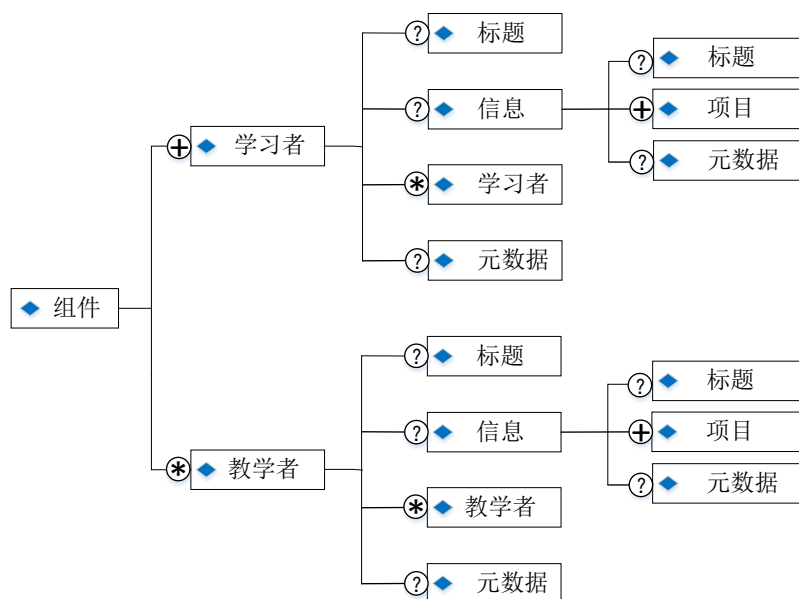 ? 标题
? 标题
? 信息
+ 项目
+ 学习者
? 元数据
* 学习者
? 元数据
组件
? 标题
? 标题
? 信息
+ 项目
* 教学者
? 元数据
* 教学者
? 元数据